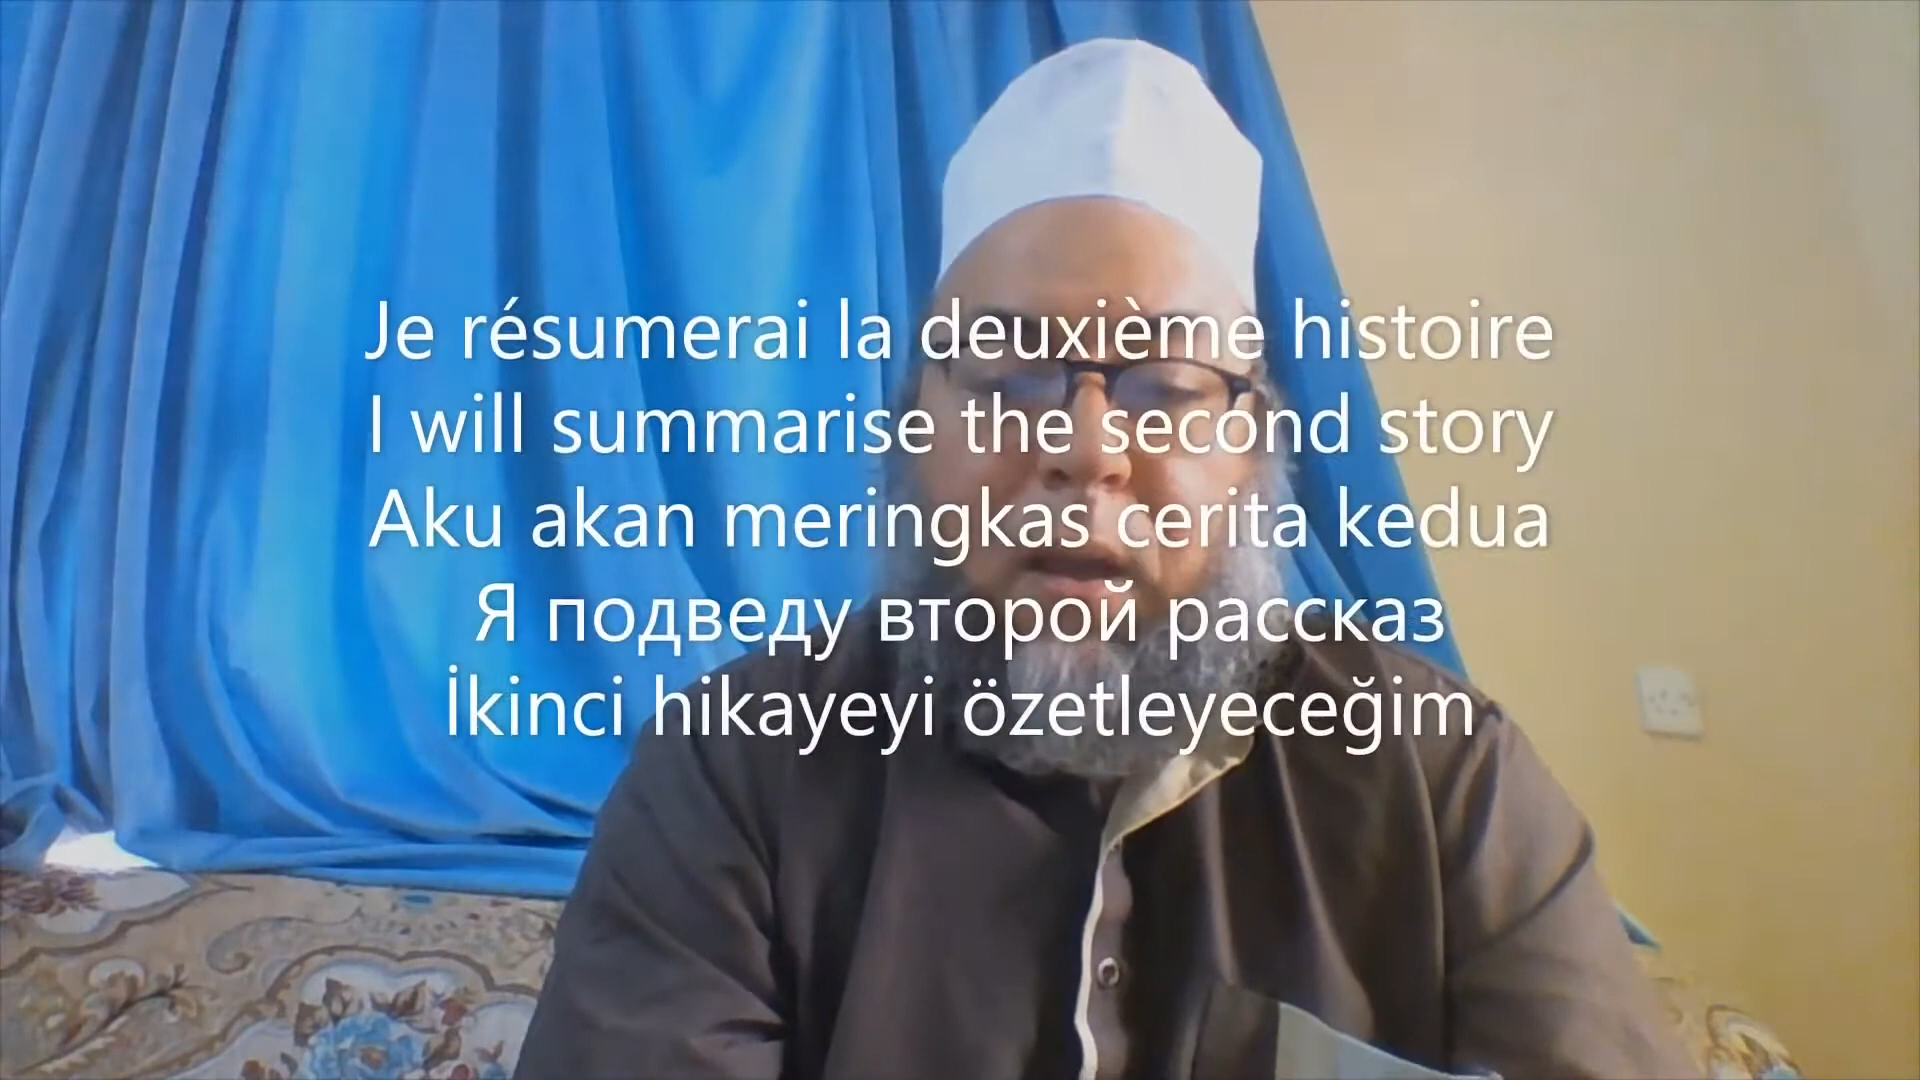 Je résumerai la deuxième histoire
I will summarise the second story
Aku akan meringkas cerita kedua
Я подведу второй рассказ
İkinci hikayeyi özetleyeceğim